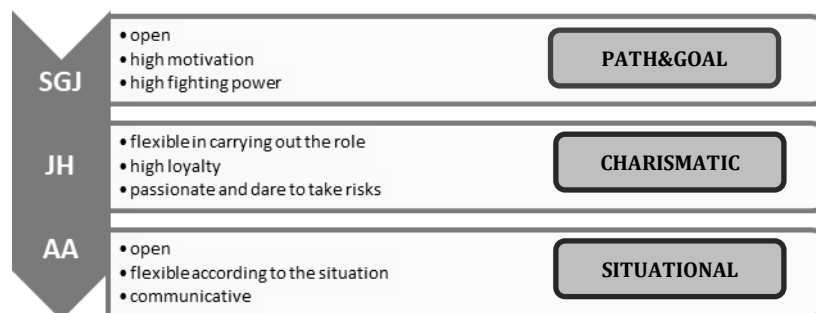 SGJ
• open
• high motivation
• high fighting power
PATH&GOAL
JH
• flexible in carrying out the role
• high loyalty
• passionate and dare to take risks
CHARISMATIC
AA
• open
• flexible according to the situation
• communicative
SITUATIONAL